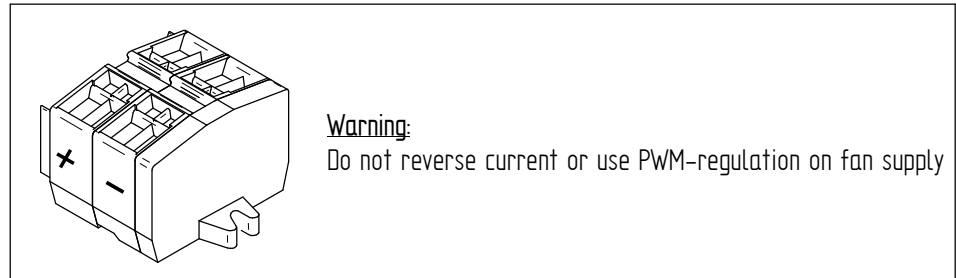 +
-
Warning:
Do not reverse current or use PWM-regulation on fan supply